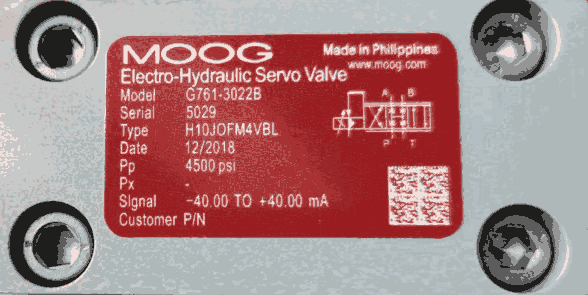 MOOG
Made in Philippines
www.moog.com
Electro-Hydraulic Servo Valve
Model G761-3022B
Serial 5029
Type H10JOFM4VBL
Date 12/2018
Pp 4500 psi
Px -
Signal -40.00 TO +40.00 mA
Customer P/N
A B
P T